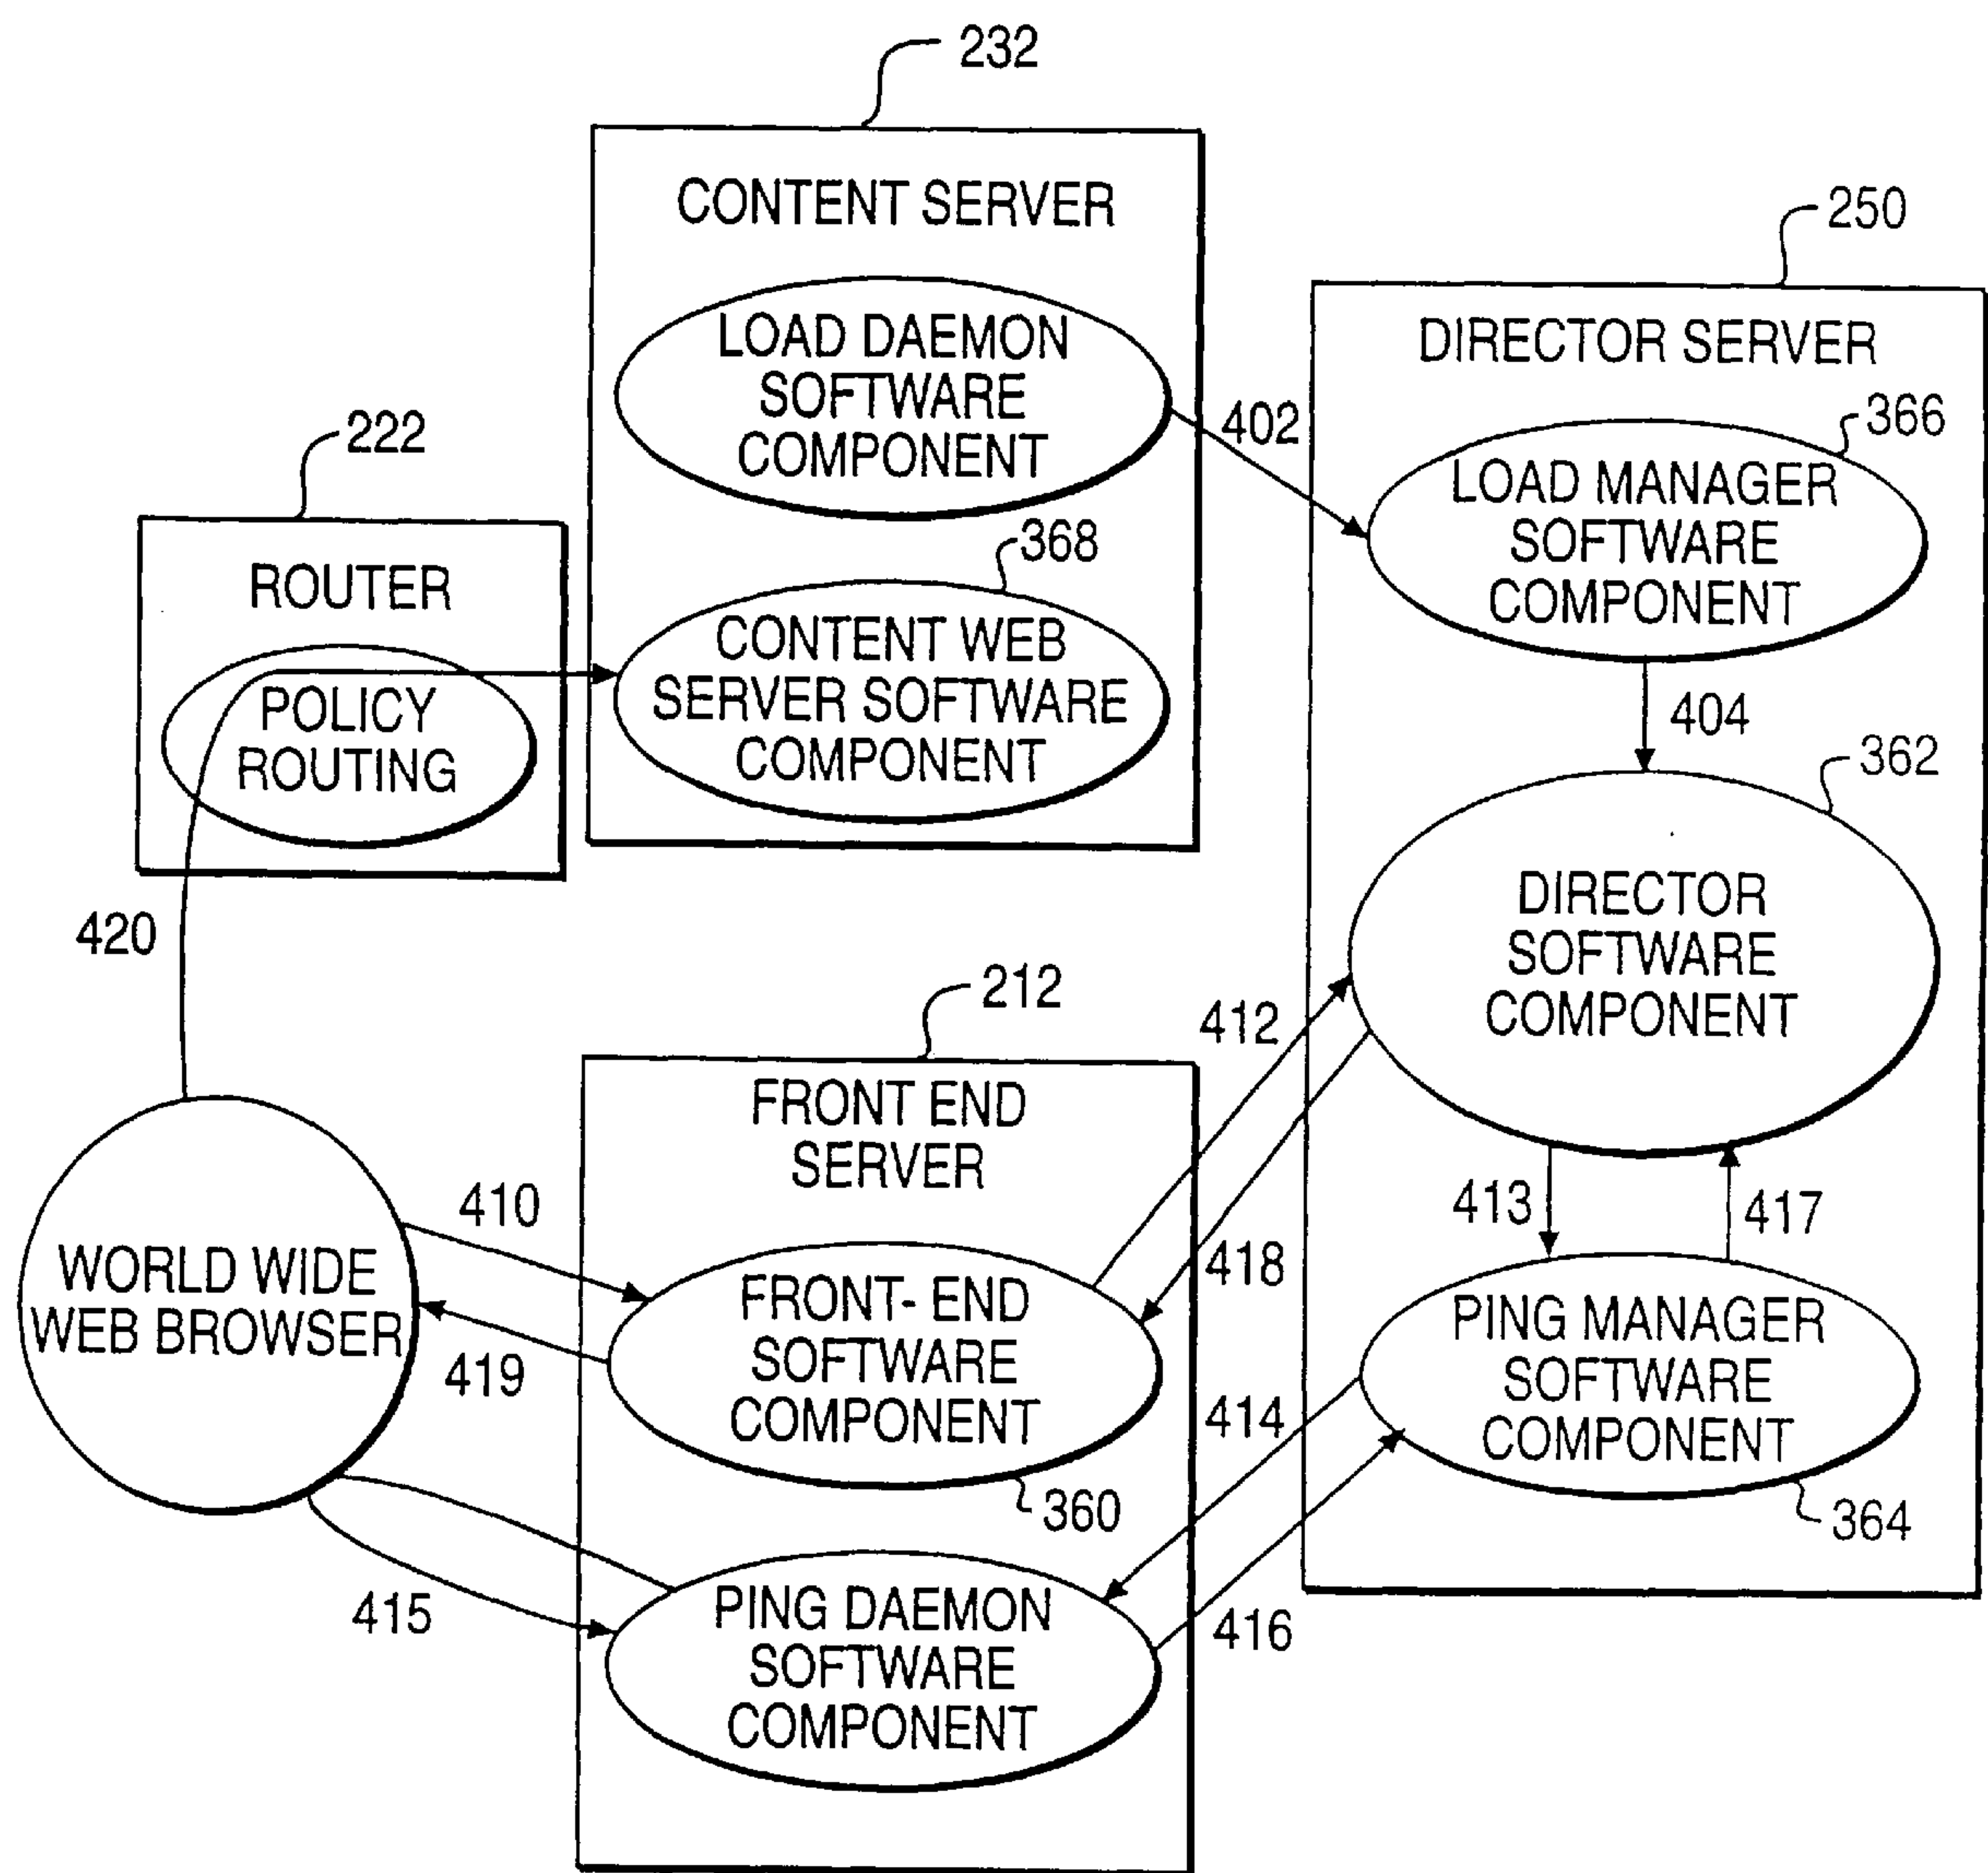 232
CONTENT SERVER
LOAD DAEMON
SOFTWARE
COMPONENT
368
CONTENT WEB
SERVER SOFTWARE
COMPONENT
222
ROUTER
POLICY
ROUTING
420
402
250
DIRECTOR SERVER
366
LOAD MANAGER
SOFTWARE
COMPONENT
404
362
DIRECTOR
SOFTWARE
COMPONENT
413
417
PING MANAGER
SOFTWARE
COMPONENT
364
212
FRONT END
SERVER
412
418
WORLD WIDE
WEB BROWSER
410
419
FRONT- END
SOFTWARE
COMPONENT
360
414
415
PING DAEMON
SOFTWARE
COMPONENT
416